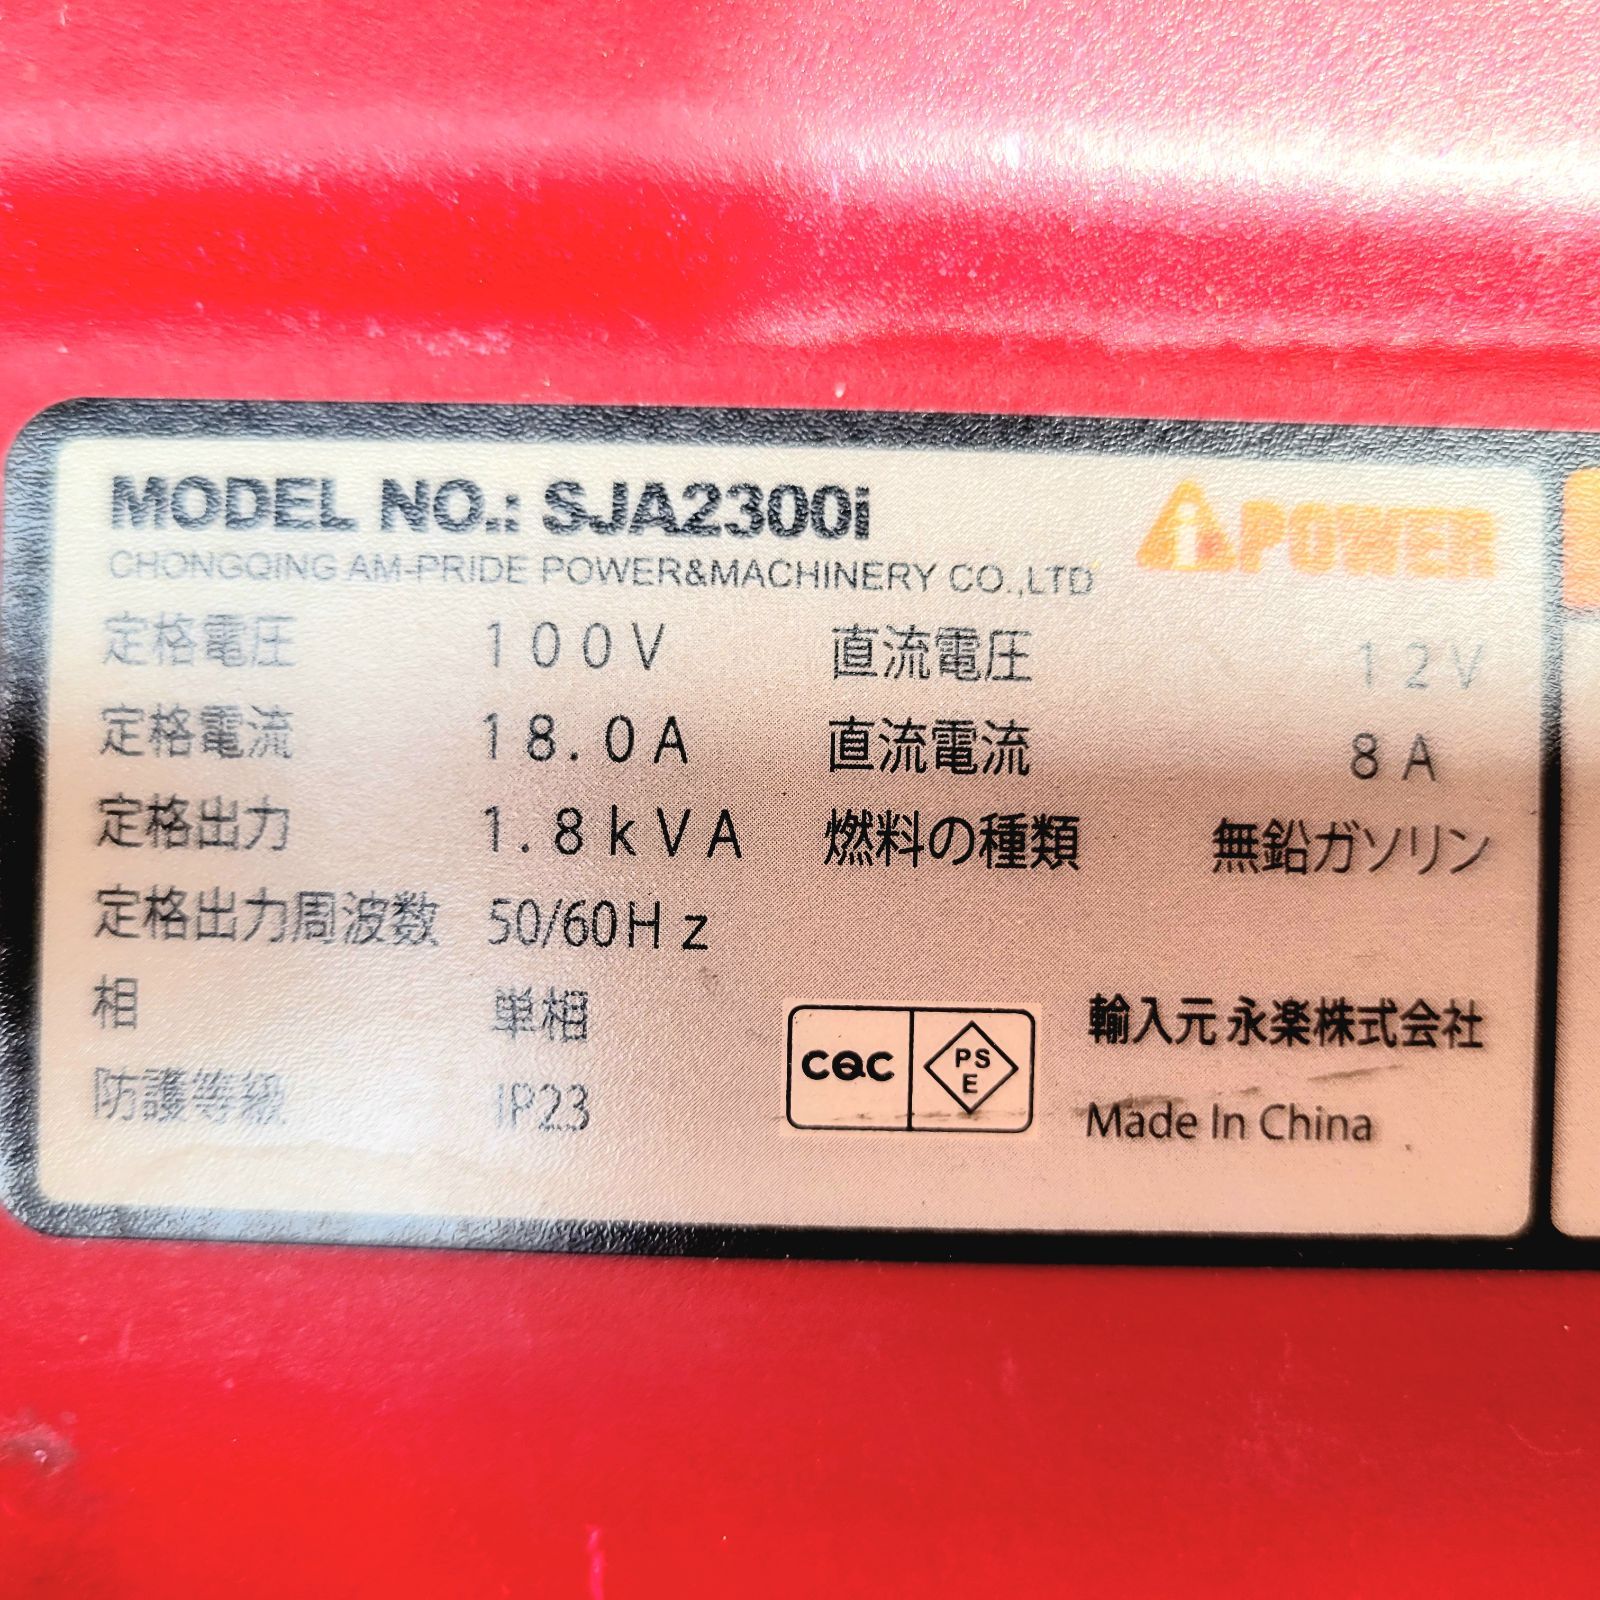 MODEL NO.: SJA2300i
POWER
CHONGQING AM-PRIDE POWER&MACHINERY CO.,LTD
定格電圧 100V 直流電圧 12V
定格電流 18.0A 直流電流 8A
定格出力 1.8kVA 燃料の種類 無鉛ガソリン
定格出力周波数 50/60Hz
相 単相
防護等級 IP23
CQC
PS
E
輸入元 永楽株式会社
Made In China